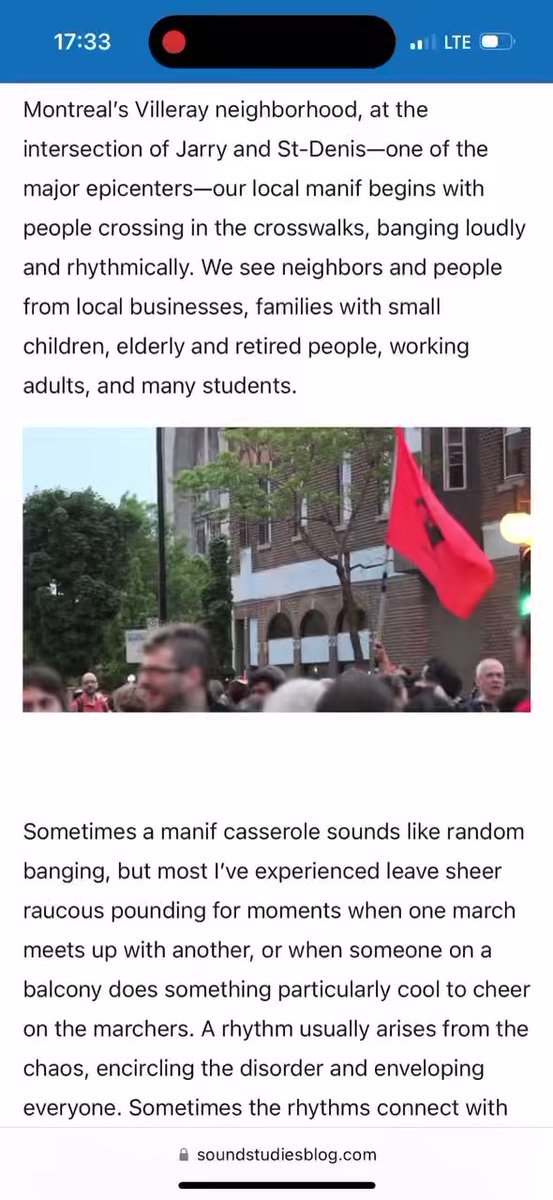 17:33
LTE
Montreal’s Villeray neighborhood, at the
intersection of Jarry and St-Denis—one of the
major epicenters—our local manif begins with
people crossing in the crosswalks, banging loudly
and rhythmically. We see neighbors and people
from local businesses, families with small
children, elderly and retired people, working
adults, and many students.
Sometimes a manif casserole sounds like random
banging, but most I’ve experienced leave sheer
raucous pounding for moments when one march
meets up with another, or when someone on a
balcony does something particularly cool to cheer
on the marchers. A rhythm usually arises from the
chaos, encircling the disorder and enveloping
everyone. Sometimes the rhythms connect with
soundstudiesblog.com